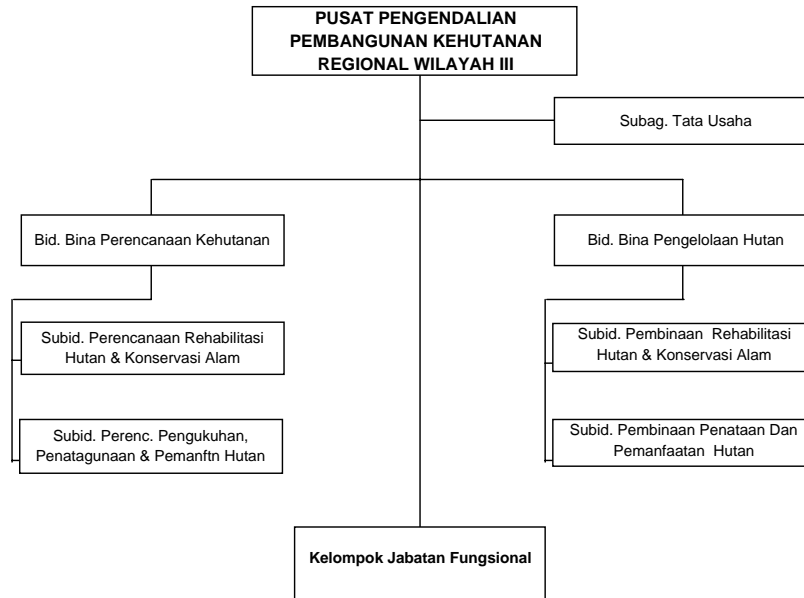 PUSAT PENGENDALIAN
PEMBANGUNAN KEHUTANAN
REGIONAL WILAYAH III
Subag. Tata Usaha
Bid. Bina Perencanaan Kehutanan
Bid. Bina Pengelolaan Hutan
Subid. Perencanaan Rehabilitasi
Hutan & Konservasi Alam
Subid. Pembinaan Rehabilitasi
Hutan & Konservasi Alam
Subid. Perenc. Pengukuhan,
Penatagunaan & Pemanftn Hutan
Subid. Pembinaan Penataan Dan
Pemanfaatan Hutan
Kelompok Jabatan Fungsional